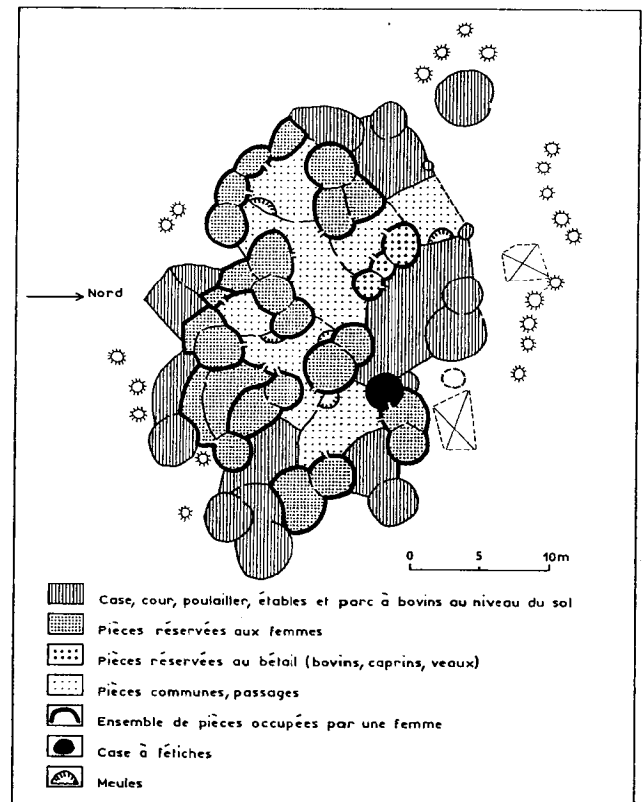 Nord
0 5 10m
Case, cour, poulailler, étables et parc à bovins au niveau du sol
Pièces réservées aux femmes
Pièces réservées au bétail (bovins, caprins, veaux)
Pièces communes, passages
Ensemble de pièces occupées par une femme
Case à fétiches
Meules